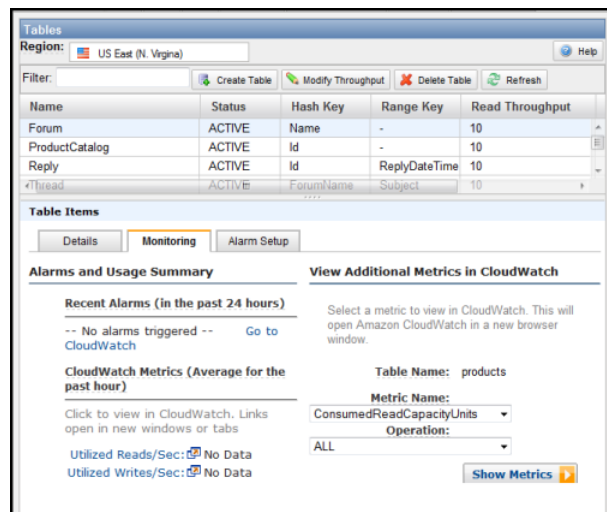 Tables
Region: US East (N. Virgina) Help
Filter: Create Table Modify Throughput Delete Table Refresh
Name Status Hash Key Range Key Read Throughput
Forum ACTIVE Name - 10
ProductCatalog ACTIVE Id - 10
Reply ACTIVE Id ReplyDateTime 10
Thread ACTIVE ForumName Subject 10
Table Items
Details Monitoring Alarm Setup
Alarms and Usage Summary
Recent Alarms (in the past 24 hours)
-- No alarms triggered -- Go to
CloudWatch
CloudWatch Metrics (Average for the
past hour)
Click to view in CloudWatch. Links
open in new windows or tabs
Utilized Reads/Sec: No Data
Utilized Writes/Sec: No Data
View Additional Metrics in CloudWatch
Select a metric to view in CloudWatch. This will
open Amazon CloudWatch in a new browser
window.
Table Name: products
Metric Name:
ConsumedReadCapacityUnits
Operation:
ALL
Show Metrics